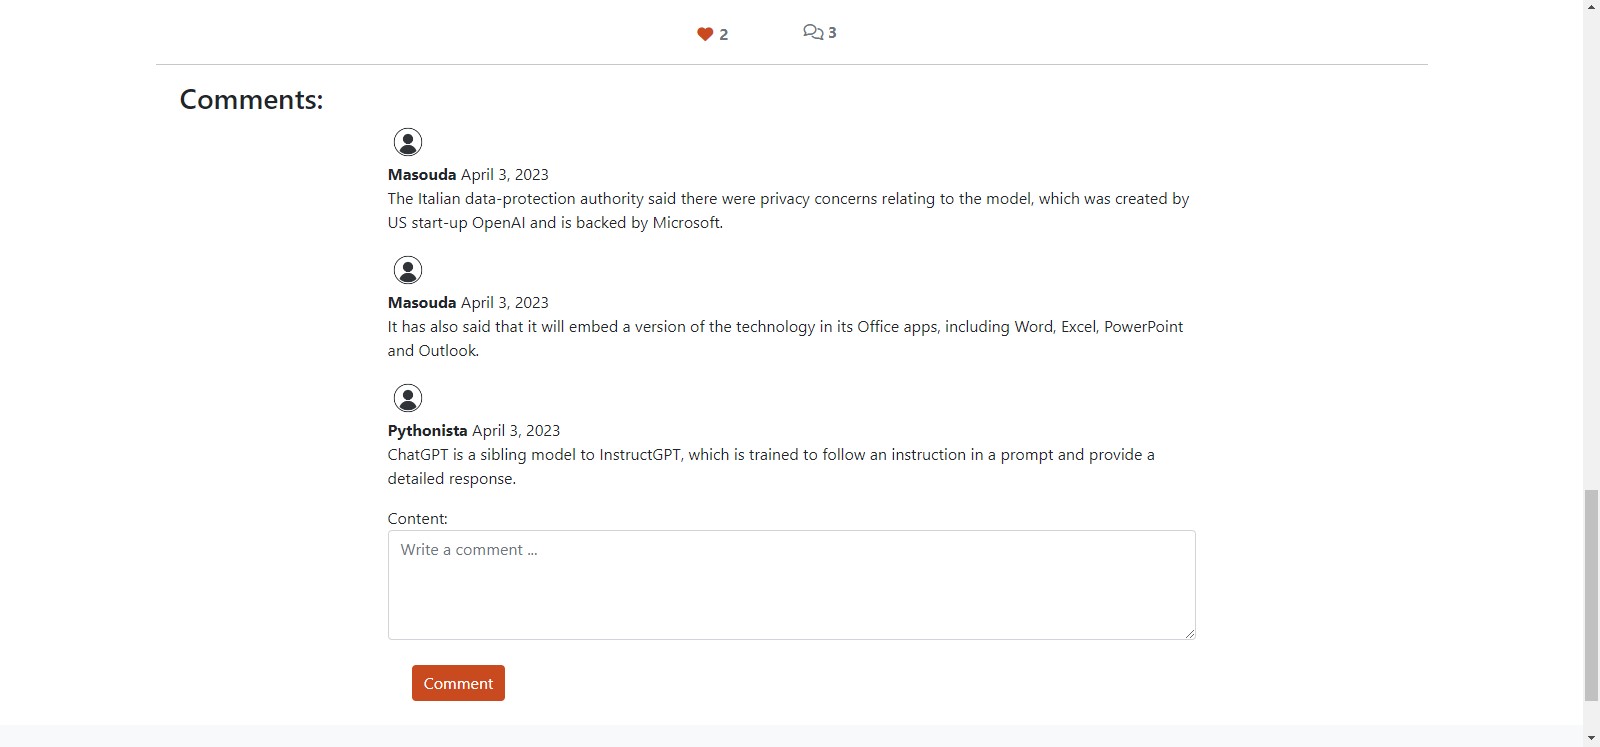 2 3
Comments:
Masouda April 3, 2023
The Italian data-protection authority said there were privacy concerns relating to the model, which was created by
US start-up OpenAI and is backed by Microsoft.
Masouda April 3, 2023
It has also said that it will embed a version of the technology in its Office apps, including Word, Excel, PowerPoint
and Outlook.
Pythonista April 3, 2023
ChatGPT is a sibling model to InstructGPT, which is trained to follow an instruction in a prompt and provide a
detailed response.
Content:
Write a comment ...
Comment